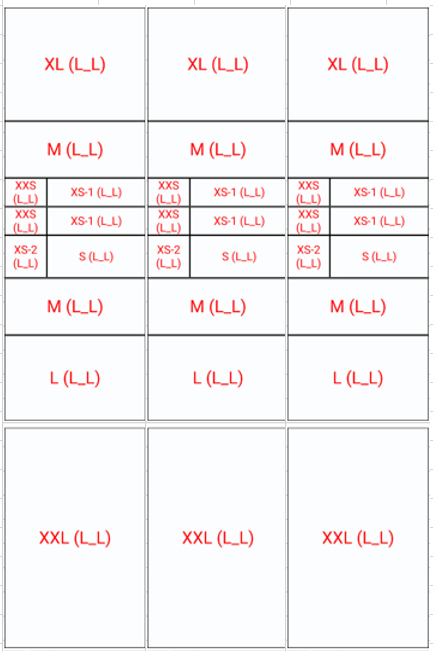 XL (L_L) XL (L_L) XL (L_L)
M (L_L) M (L_L) M (L_L)
XXS (L_L) XS-1 (L_L) XXS (L_L) XS-1 (L_L) XXS (L_L) XS-1 (L_L)
XXS (L_L) XS-1 (L_L) XXS (L_L) XS-1 (L_L) XXS (L_L) XS-1 (L_L)
XS-2 (L_L) S (L_L) XS-2 (L_L) S (L_L) XS-2 (L_L) S (L_L)
M (L_L) M (L_L) M (L_L)
L (L_L) L (L_L) L (L_L)
XXL (L_L) XXL (L_L) XXL (L_L)